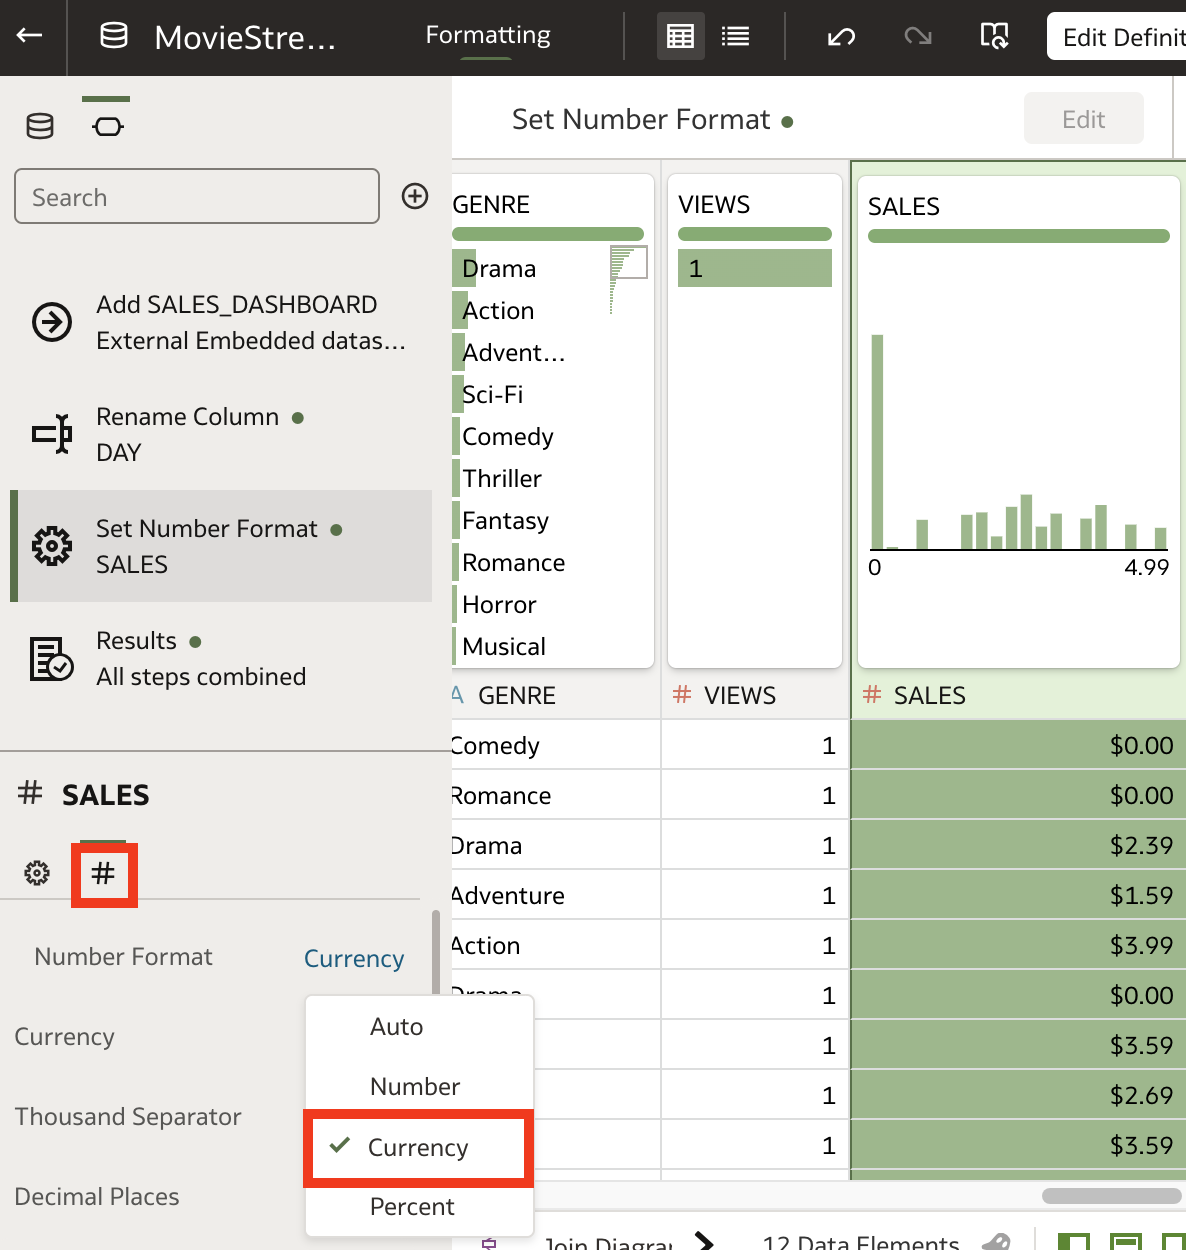 MovieStre...
Formatting
Edit Definit
Set Number Format
Edit
Search
Add SALES_DASHBOARD
External Embedded datas...
Rename Column
DAY
Set Number Format
SALES
Results
All steps combined
GENRE
Drama
Action
Advent...
Sci-Fi
Comedy
Thriller
Fantasy
Romance
Horror
Musical
VIEWS
1
SALES
0 4.99
A GENRE # VIEWS # SALES
Comedy 1 $0.00
Romance 1 $0.00
Drama 1 $2.39
Adventure 1 $1.59
Action 1 $3.99
Drama 1 $0.00
1 $3.59
1 $2.69
1 $3.59
# SALES
#
Number Format Currency
Currency
Thousand Separator
Decimal Places
Auto
Number
Currency
Percent
Join Diagram
12 Data Elements